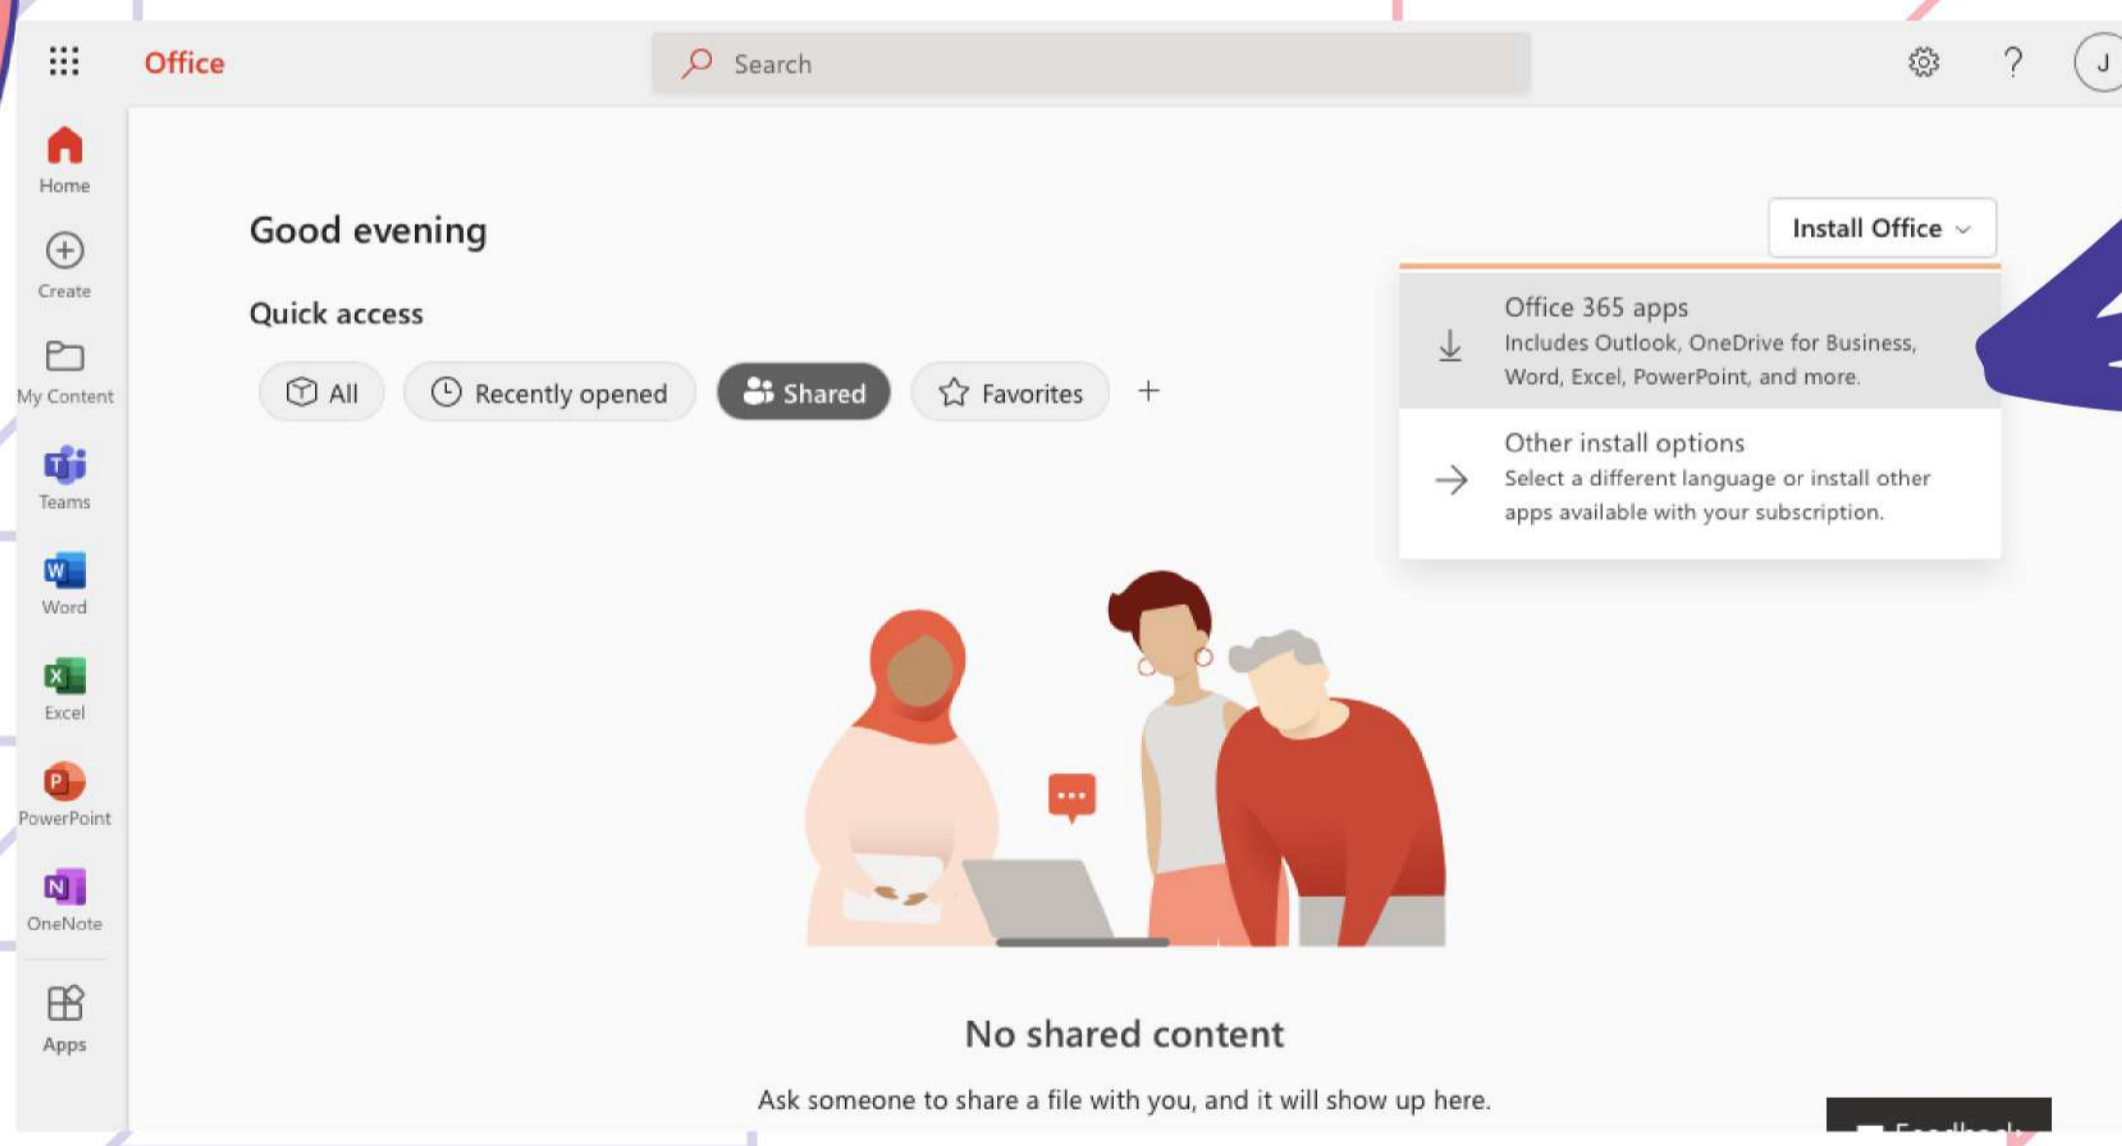 Office
Search
?
J
Home
Create
My Content
Teams
Word
Excel
PowerPoint
OneNote
Apps
Good evening
Install Office
Office 365 apps
Includes Outlook, OneDrive for Business,
Word, Excel, PowerPoint, and more.
Other install options
Select a different language or install other
apps available with your subscription.
Quick access
All
Recently opened
Shared
Favorites
+
No shared content
Ask someone to share a file with you, and it will show up here.
Feedback